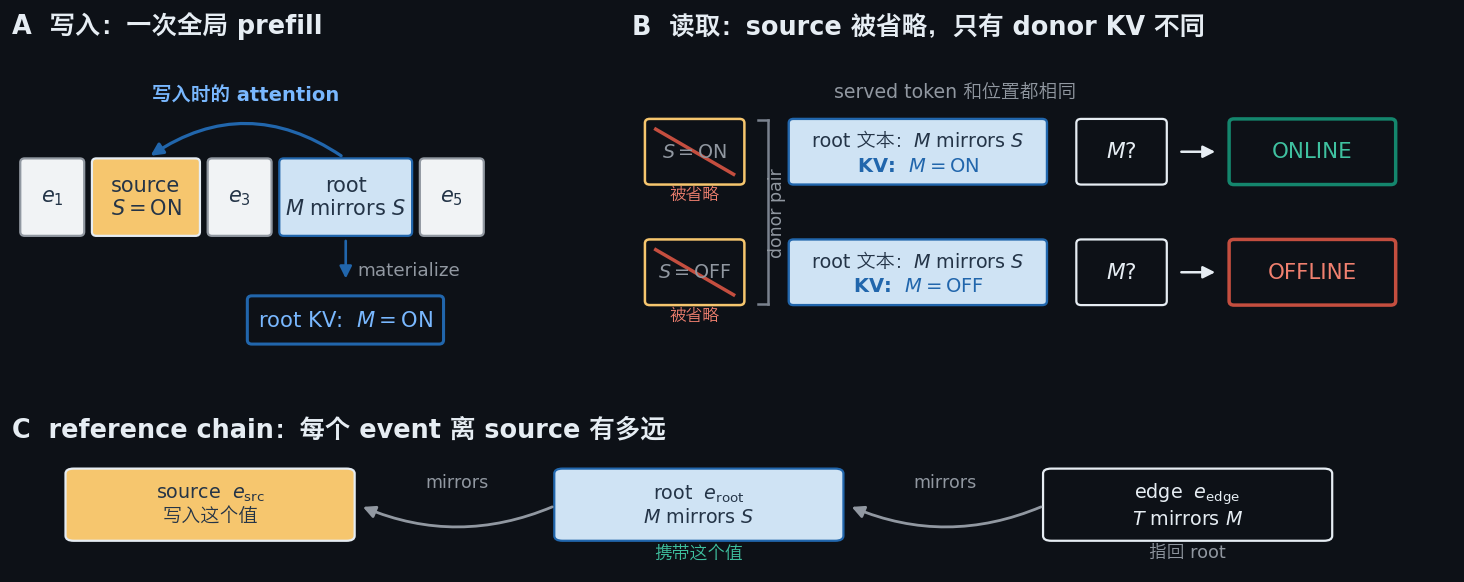 A 写入：一次全局 prefill
写入时的 attention
e1
source
S = ON
e3
root
M mirrors S
e5
materialize
root KV: M = ON
B 读取：source 被省略，只有 donor KV 不同
served token 和位置都相同
S = ON
被省略
donor pair
root 文本：M mirrors S
KV: M = ON
M?
ONLINE
S = OFF
被省略
root 文本：M mirrors S
KV: M = OFF
M?
OFFLINE
C reference chain：每个 event 离 source 有多远
source e_src
写入这个值
mirrors
root e_root
M mirrors S
携带这个值
mirrors
edge e_edge
T mirrors M
指回 root